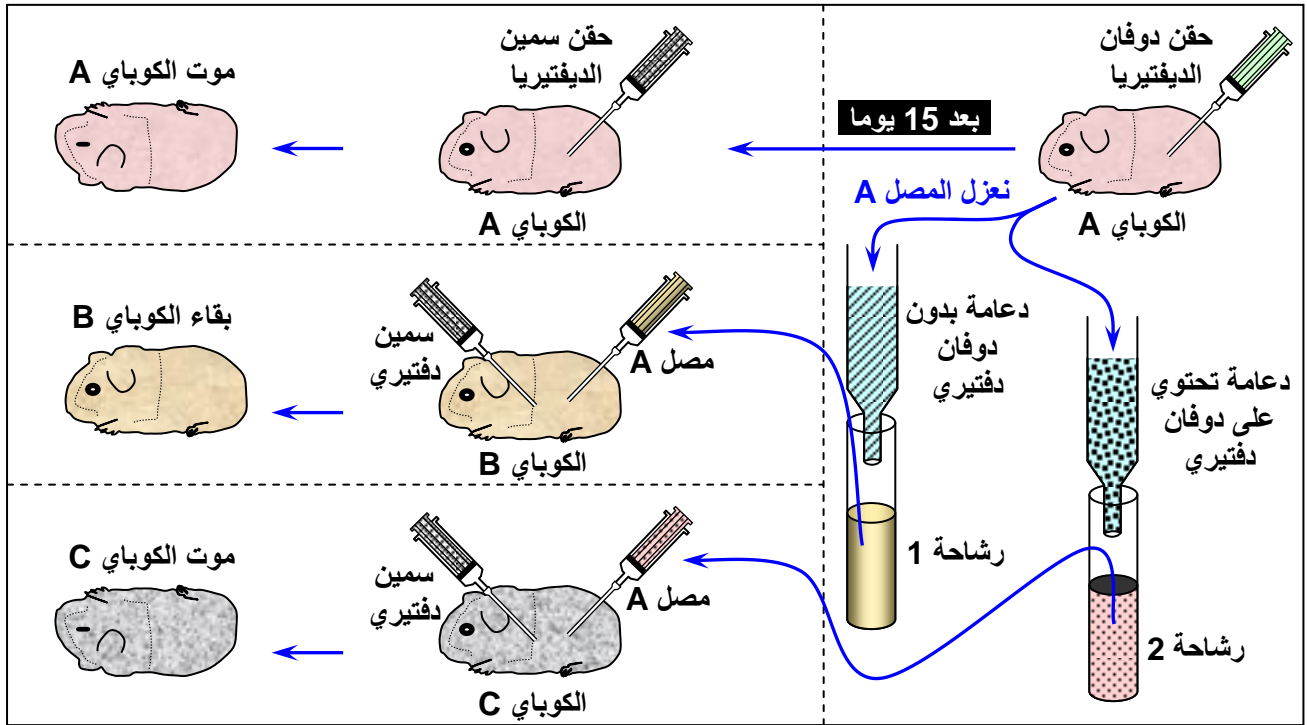 حقن دوفان
الديفتيريا
الكوباي A
بعد 15 يوما
نعزل المصل A
حقن سمين
الديفتيريا
الكوباي A
موت الكوباي A
دعامة بدون
دوفان
دفتيري
رشاحة 1
دعامة تحتوي
على دوفان
دفتيري
رشاحة 2
مصل A
سمين
دفتيري
الكوباي B
بقاء الكوباي B
مصل A
سمين
دفتيري
الكوباي C
موت الكوباي C